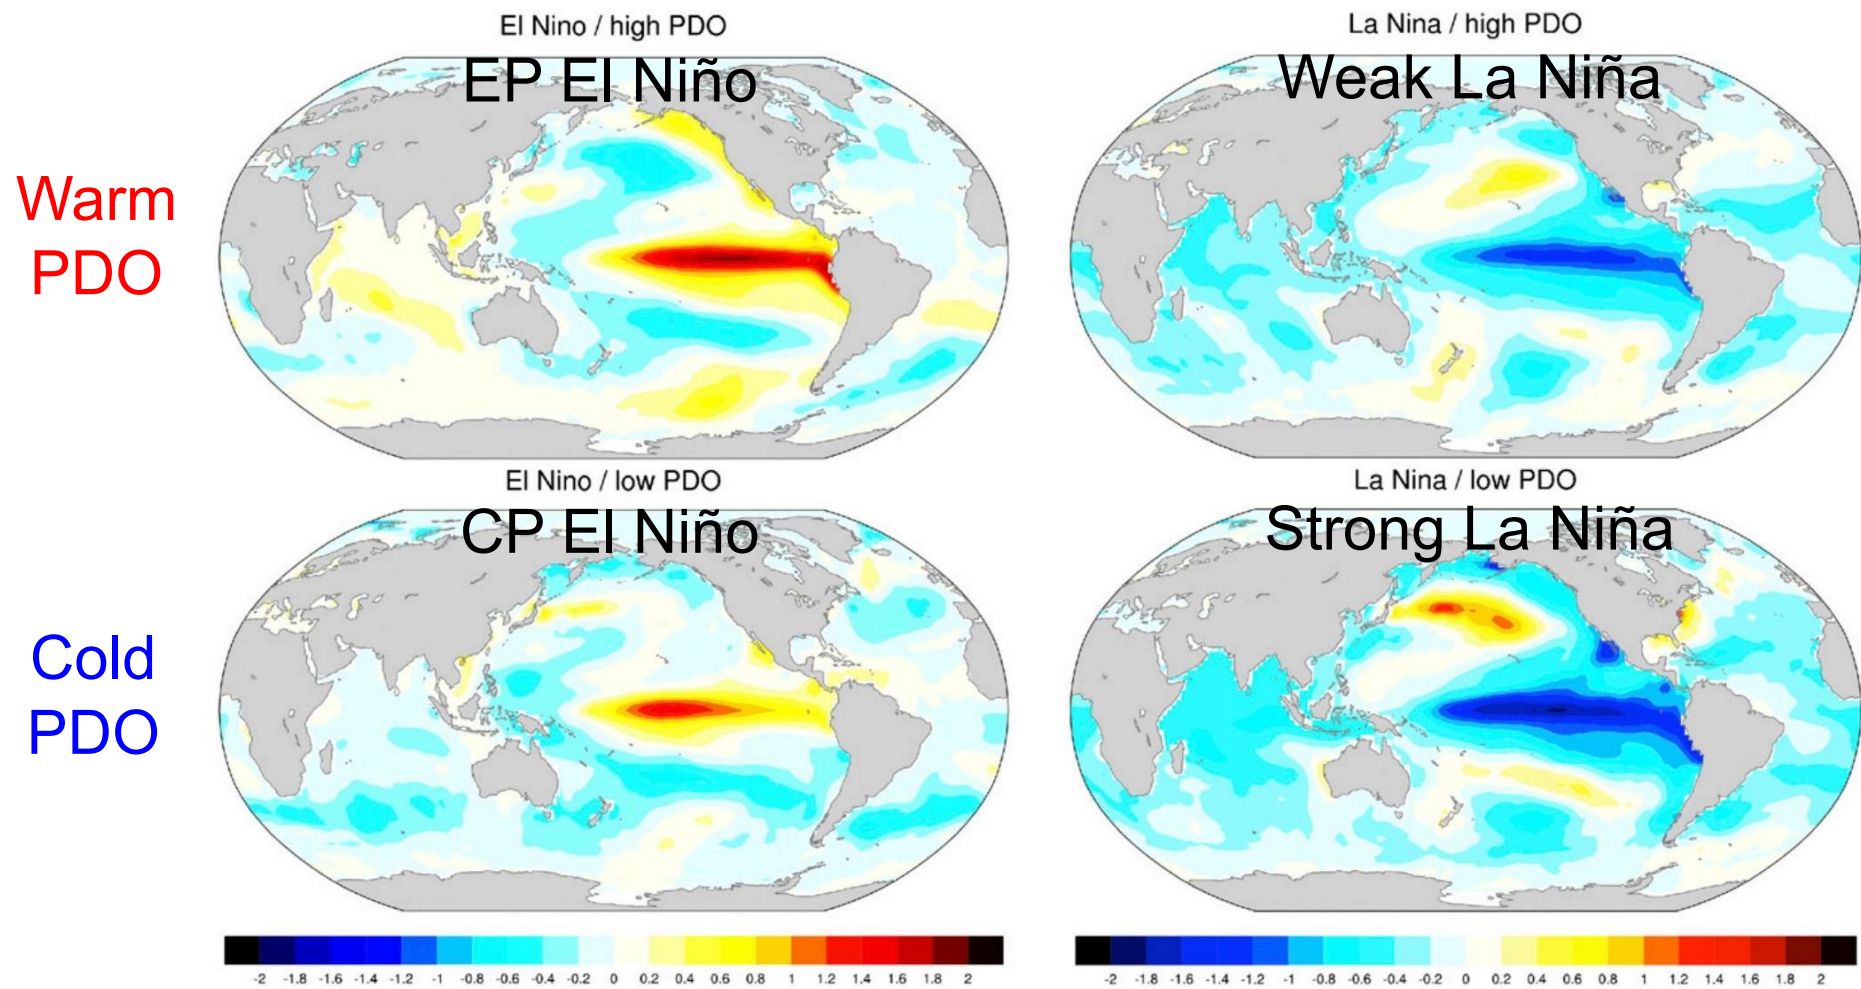 El Nino / high PDO
La Nina / high PDO
EP El Niño
Weak La Niña
Warm
PDO
El Nino / low PDO
La Nina / low PDO
CP El Niño
Strong La Niña
Cold
PDO
-2 -1.8 -1.6 -1.4 -1.2 -1 -0.8 -0.6 -0.4 -0.2 0 0.2 0.4 0.6 0.8 1 1.2 1.4 1.6 1.8 2
-2 -1.8 -1.6 -1.4 -1.2 -1 -0.8 -0.6 -0.4 -0.2 0 0.2 0.4 0.6 0.8 1 1.2 1.4 1.6 1.8 2